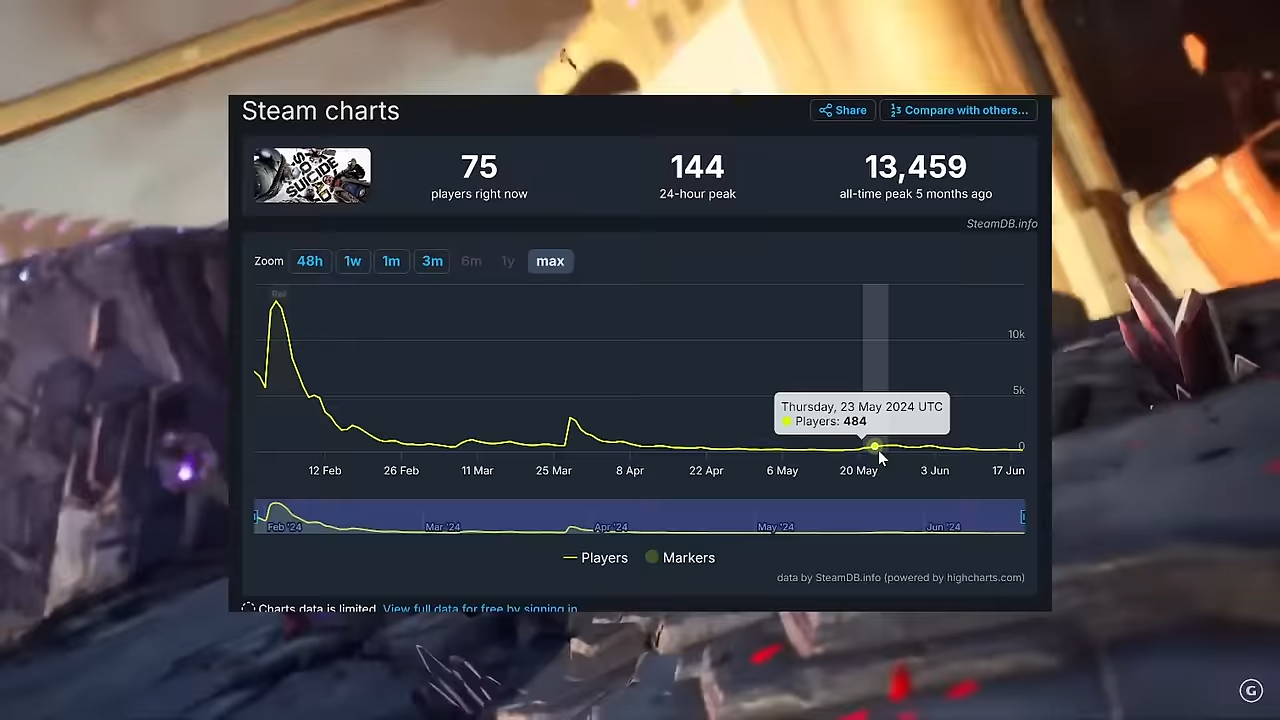 Steam charts
Share
Compare with others...
SUICIDE
75
players right now
144
24-hour peak
13,459
all-time peak 5 months ago
SteamDB.info
Zoom 48h 1w 1m 3m 6m 1y max
Rel
10k
5k
0
Thursday, 23 May 2024 UTC
Players: 484
12 Feb 26 Feb 11 Mar 25 Mar 8 Apr 22 Apr 6 May 20 May 3 Jun 17 Jun
Feb '24 Mar '24 Apr '24 May '24 Jun '24
Players Markers
data by SteamDB.info (powered by highcharts.com)
Charts data is limited. View full data for free by signing in
G